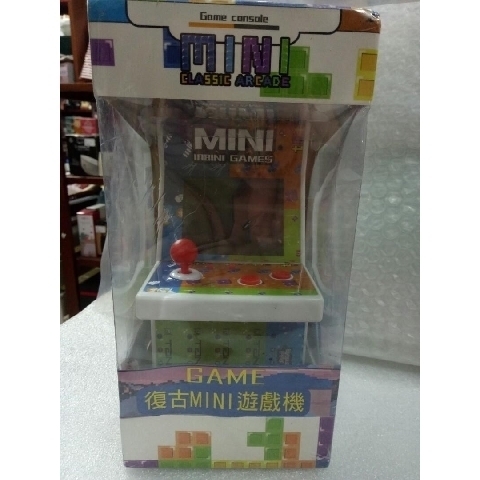 Game console
MINI
CLASSIC ARCADE
MINI
MINI GAMES
GAME
復古MINI遊戲機